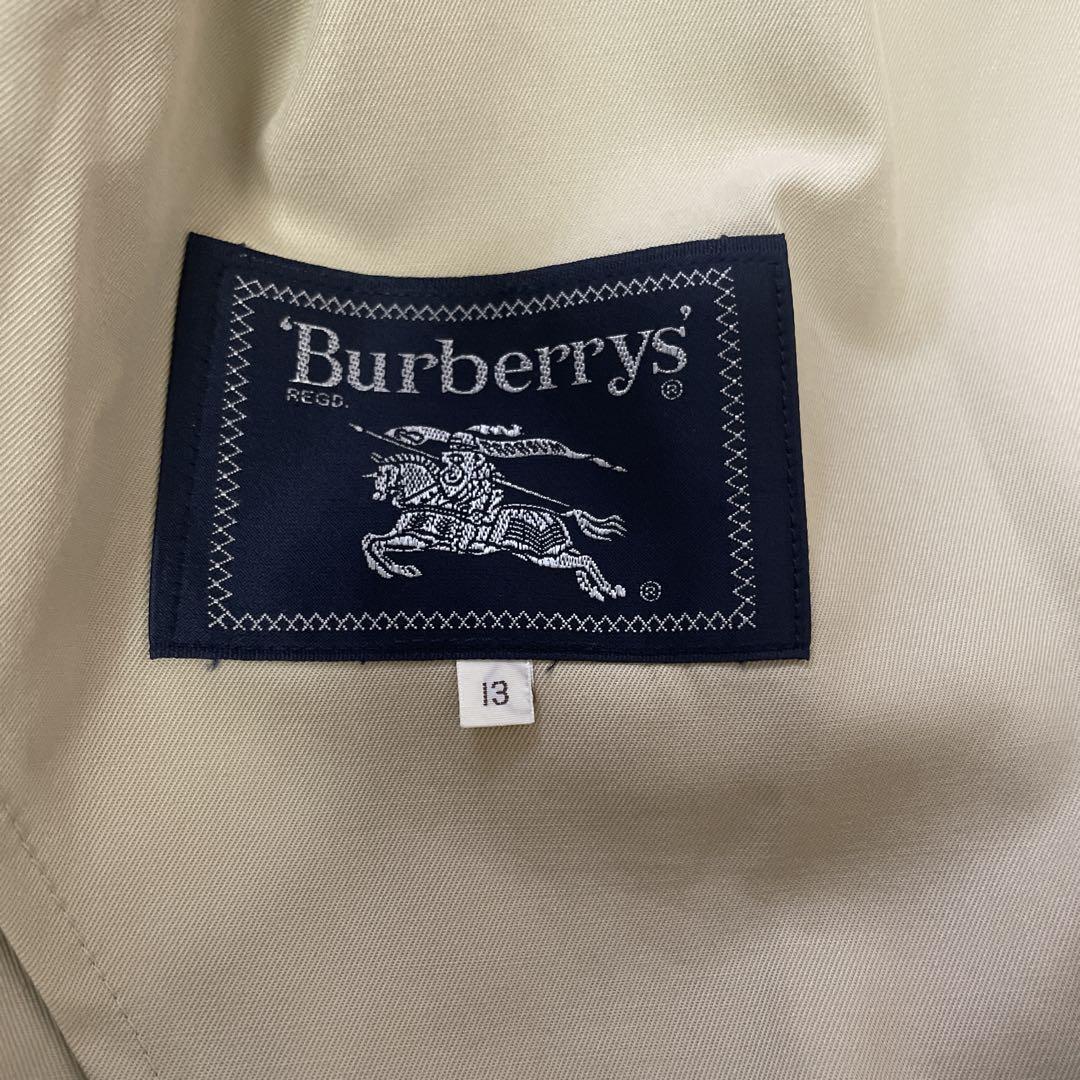 ‘Burberrys’
REGD. ®
®
13